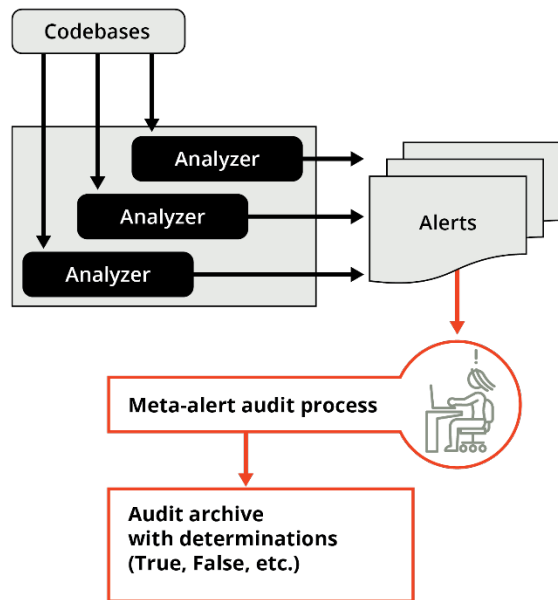 Codebases
Analyzer
Analyzer
Alerts
Analyzer
Meta-alert audit process
Audit archive
with determinations
(True, False, etc.)